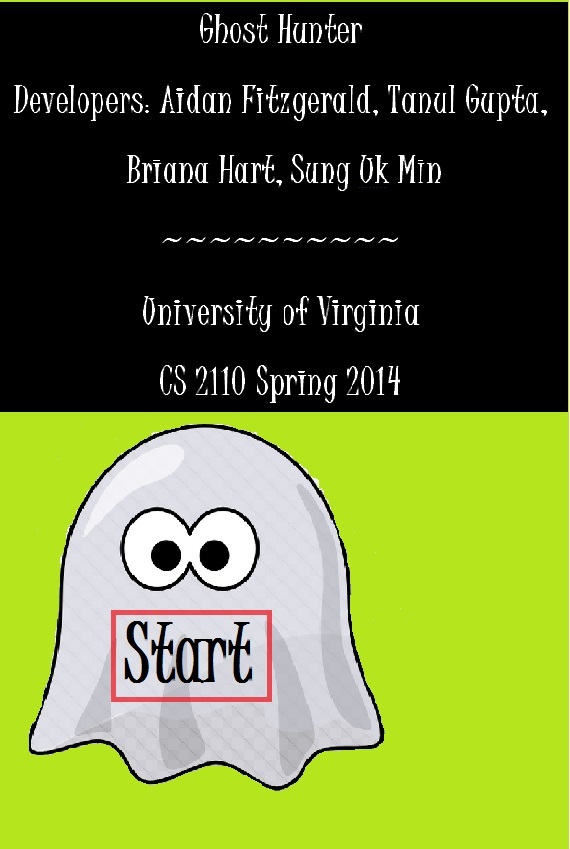 Ghost Hunter
Developers: Aidan Fitzgerald, Tanul Gupta,
Briana Hart, Sung Uk Min
~~~~~~~~~~
University of Virginia
CS 2110 Spring 2014
Start